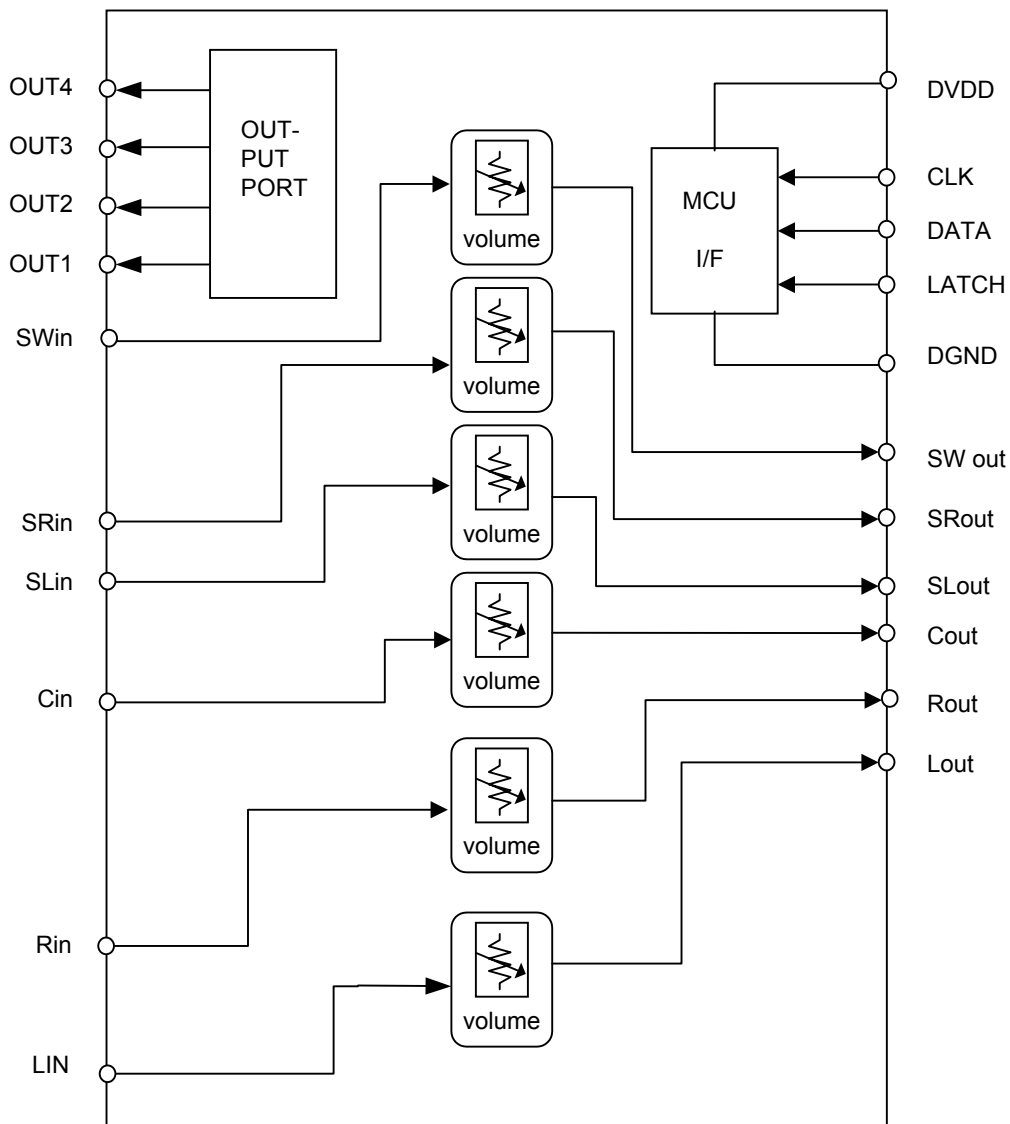 OUT4
OUT3
OUT2
OUT1
OUT-
PUT
PORT
SWin
SRin
SLin
Cin
Rin
LIN
volume
volume
volume
volume
volume
volume
MCU
I/F
DVDD
CLK
DATA
LATCH
DGND
SW out
SRout
SLout
Cout
Rout
Lout